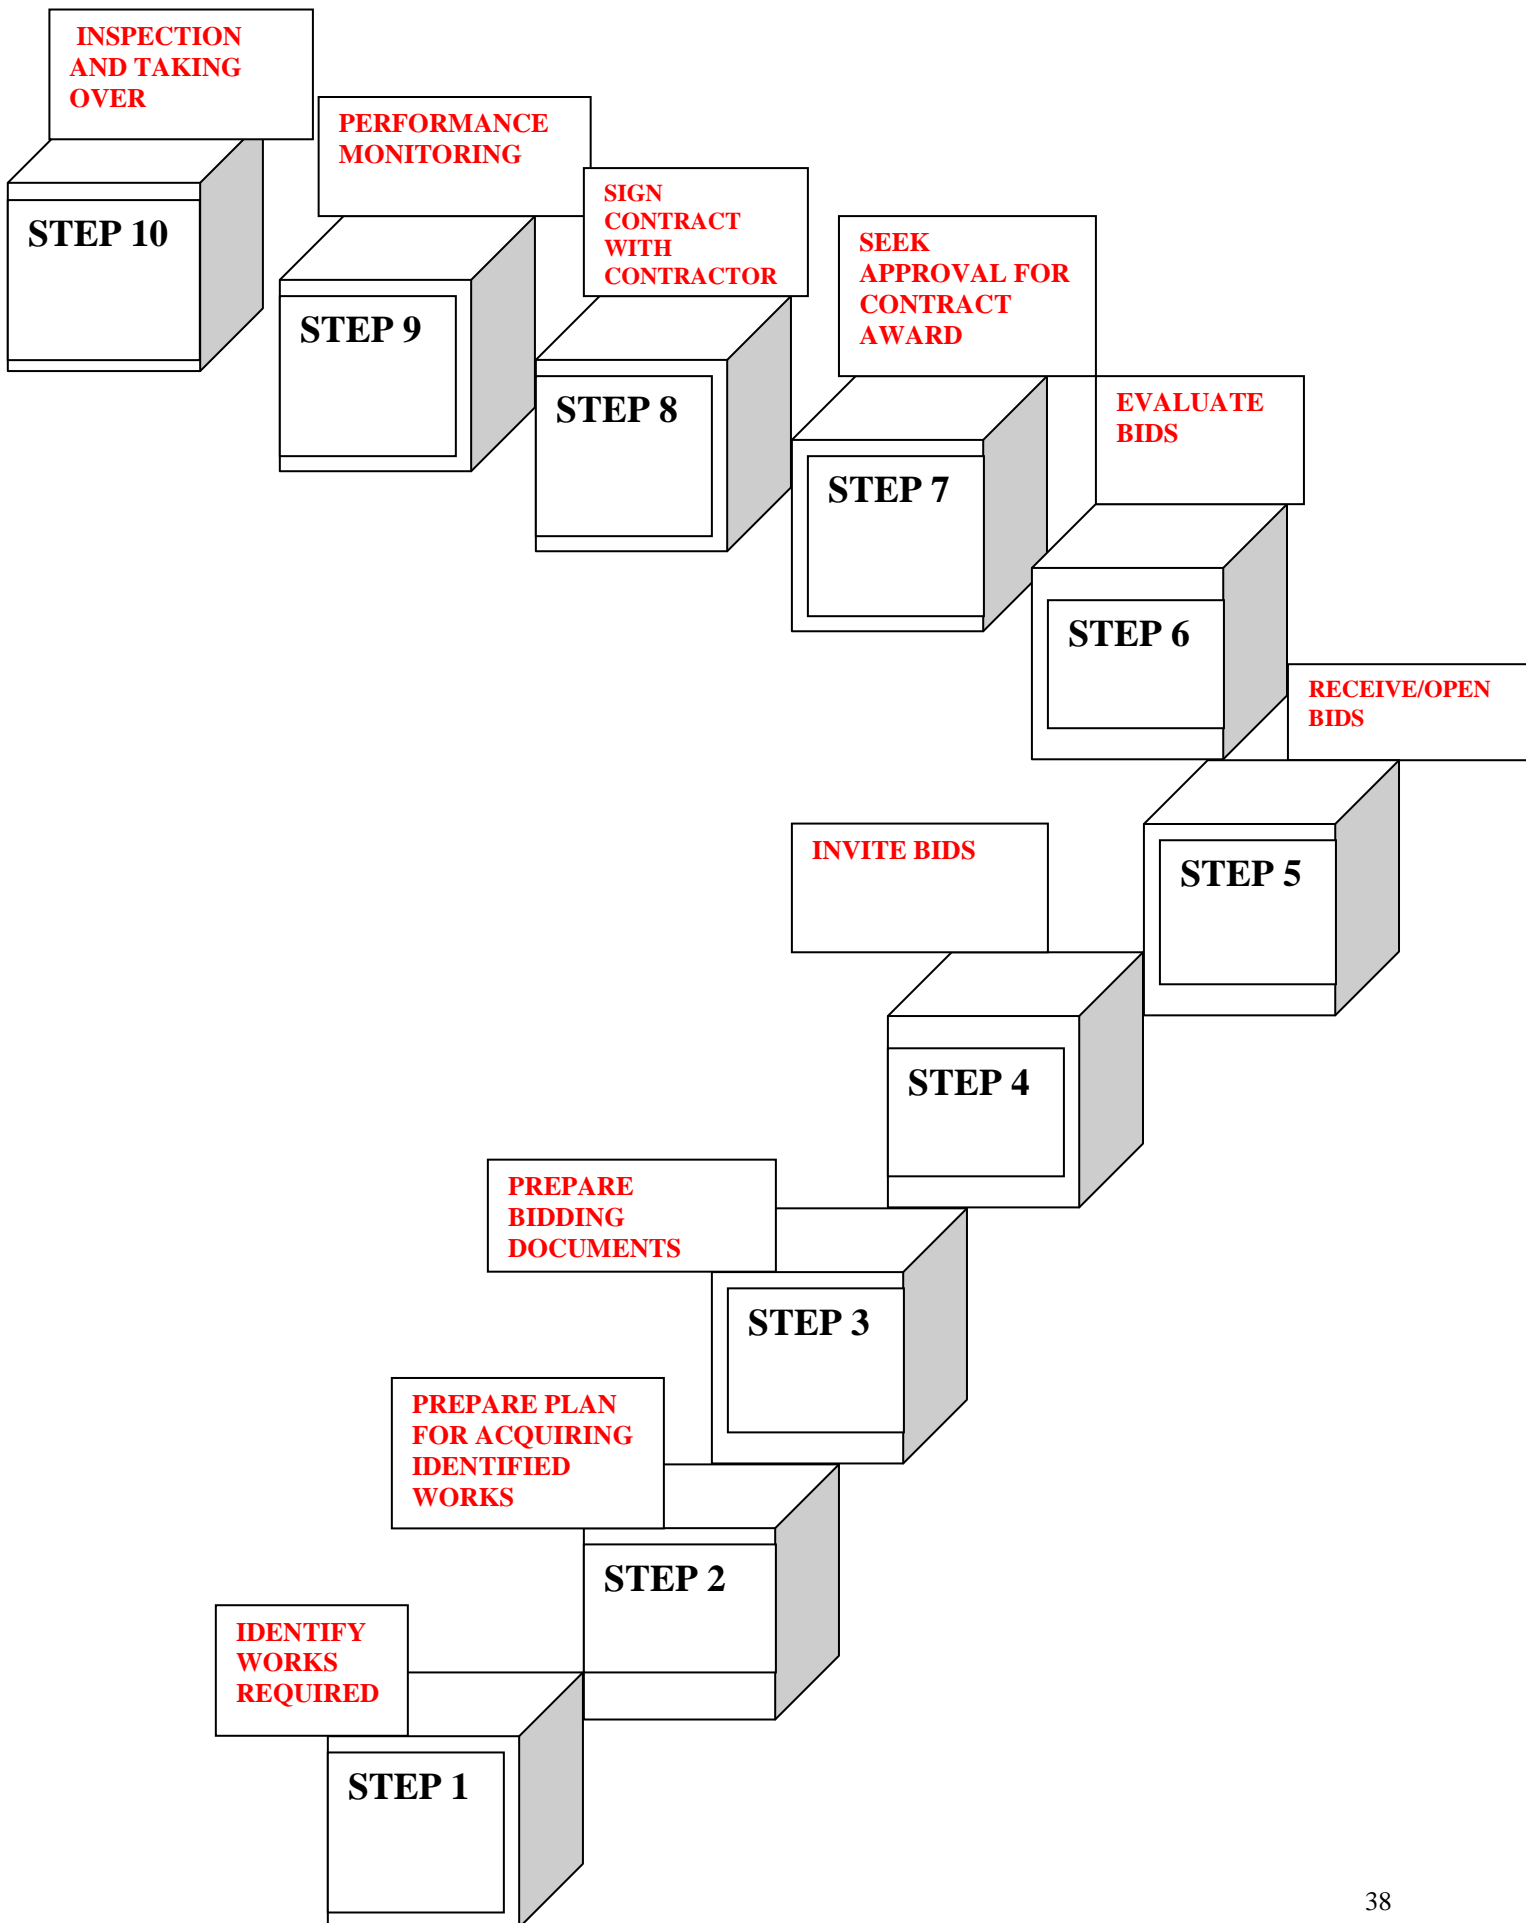 INSPECTION
AND TAKING
OVER
STEP 10
PERFORMANCE
MONITORING
STEP 9
SIGN
CONTRACT
WITH
CONTRACTOR
STEP 8
SEEK
APPROVAL FOR
CONTRACT
AWARD
STEP 7
EVALUATE
BIDS
STEP 6
RECEIVE/OPEN
BIDS
STEP 5
INVITE BIDS
STEP 4
PREPARE
BIDDING
DOCUMENTS
STEP 3
PREPARE PLAN
FOR ACQUIRING
IDENTIFIED
WORKS
STEP 2
IDENTIFY
WORKS
REQUIRED
STEP 1
38